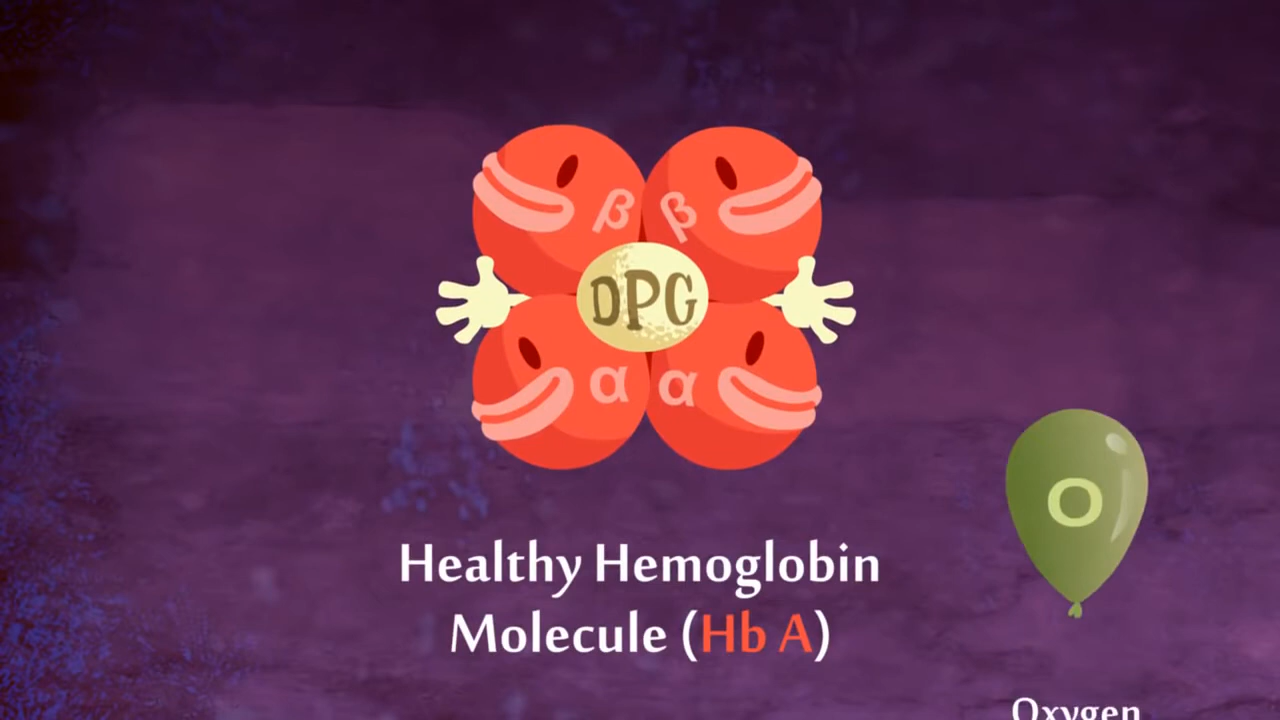 β β
DPG
α α
O
Healthy Hemoglobin
Molecule (Hb A)
Oxygen